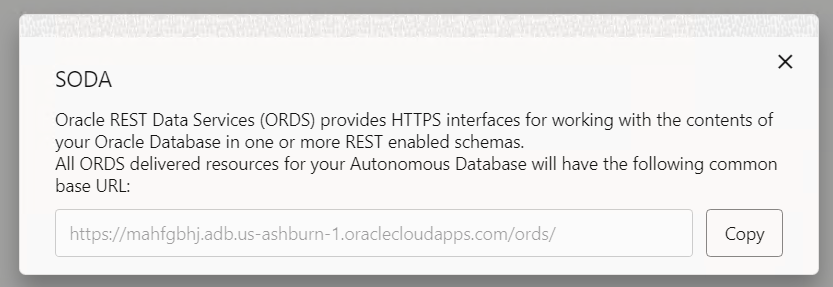 SODA
Oracle REST Data Services (ORDS) provides HTTPS interfaces for working with the contents of
your Oracle Database in one or more REST enabled schemas.
All ORDS delivered resources for your Autonomous Database will have the following common
base URL:
https://mahfgbhj.adb.us-ashburn-1.oraclecloudapps.com/ords/
Copy